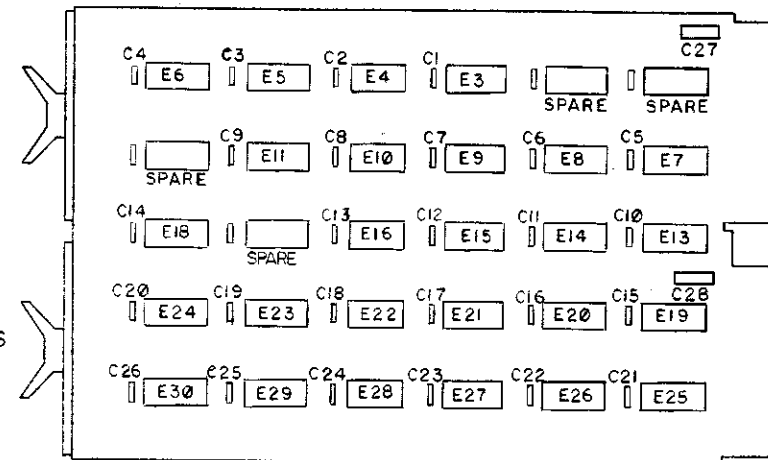 C27
C4 C3 C2 C1
E6 E5 E4 E3
SPARE SPARE
C9 C8 C7 C6 C5
E11 E10 E9 E8 E7
SPARE
C14 C13 C12 C11 C10
E18 E16 E15 E14 E13
SPARE
C28
C20 C19 C18 C17 C16 C15
E24 E23 E22 E21 E20 E19
S
C26 C25 C24 C23 C22 C21
E30 E29 E28 E27 E26 E25